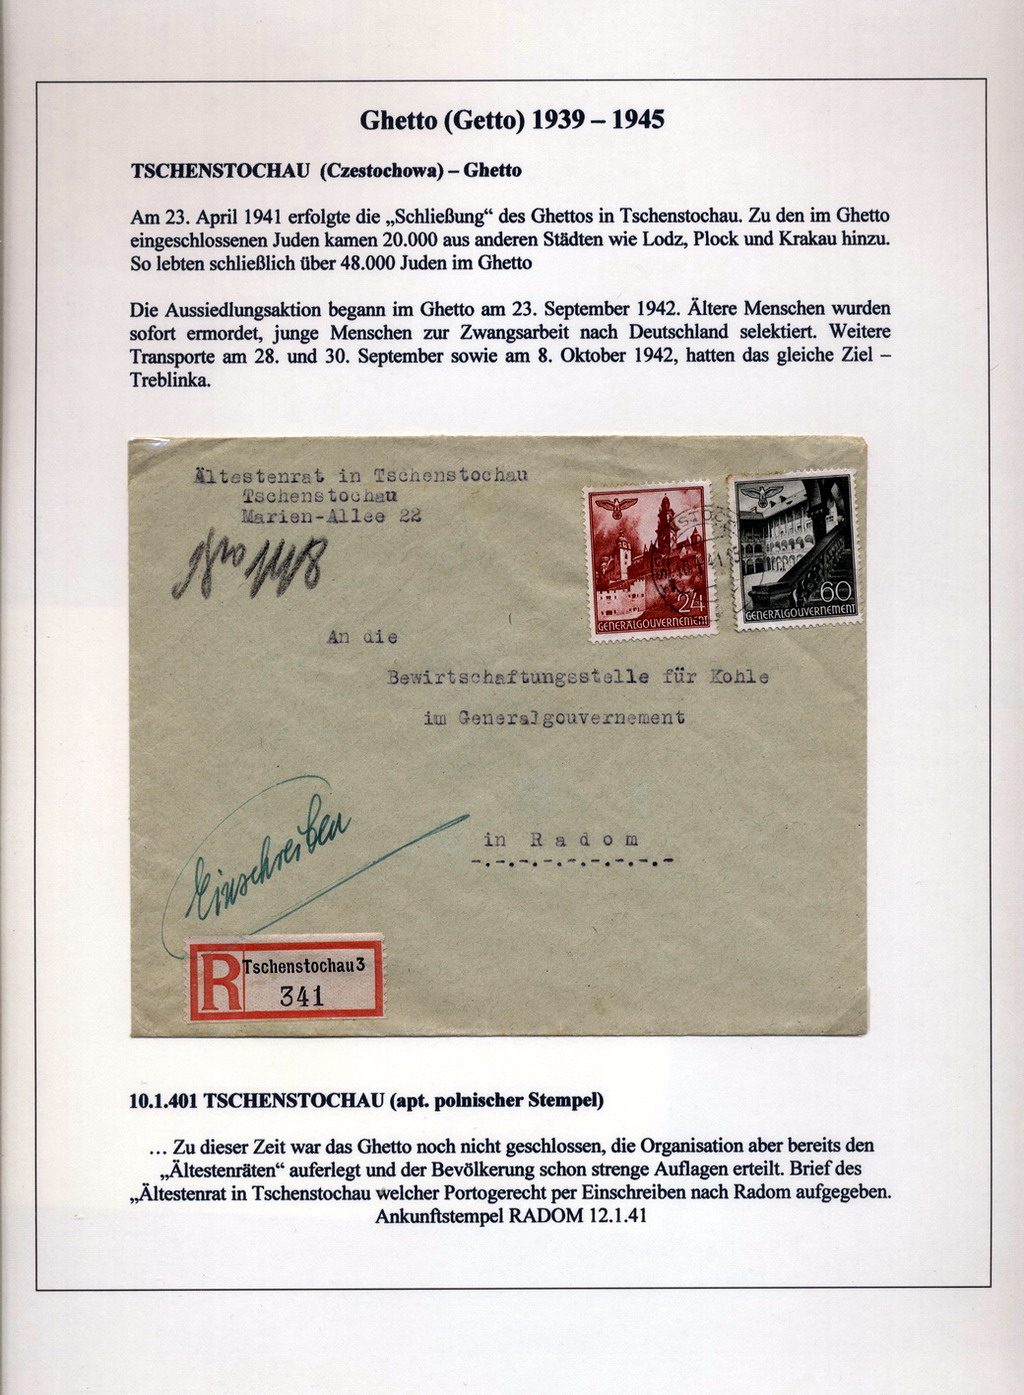 Ghetto (Getto) 1939 – 1945
TSCHENSTOCHAU (Czestochowa) – Ghetto
Am 23. April 1941 erfolgte die „Schließung“ des Ghettos in Tschenstochau. Zu den im Ghetto
eingeschlossenen Juden kamen 20.000 aus anderen Städten wie Lodz, Plock und Krakau hinzu.
So lebten schließlich über 48.000 Juden im Ghetto
Die Aussiedlungsaktion begann im Ghetto am 23. September 1942. Ältere Menschen wurden
sofort ermordet, junge Menschen zur Zwangsarbeit nach Deutschland selektiert. Weitere
Transporte am 28. und 30. September sowie am 8. Oktober 1942, hatten das gleiche Ziel –
Treblinka.
Ältestenrat in Tschenstochau
Tschenstochau
Marien-Allee 22
24
GENERALGOUVERNEMENT
60
GENERALGOUVERNEMENT
An die
Bewirtschaftungsstelle für Kohle
im Generalgouvernement
in Radom
Einschreiben
R
Tschenstochau 3
341
10.1.401 TSCHENSTOCHAU (apt. polnischer Stempel)
… Zu dieser Zeit war das Ghetto noch nicht geschlossen, die Organisation aber bereits den
„Ältestenräten“ auferlegt und der Bevölkerung schon strenge Auflagen erteilt. Brief des
„Ältestenrat in Tschenstochau welcher Portogerecht per Einschreiben nach Radom aufgegeben.
Ankunftstempel RADOM 12.1.41